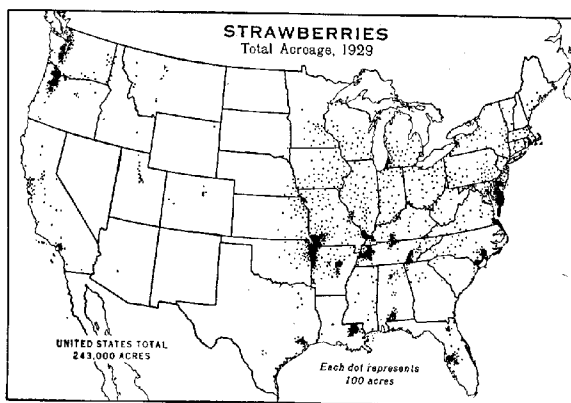 STRAWBERRIES
Total Acreage, 1929
UNITED STATES TOTAL
243,000 ACRES
Each dot represents
100 acres